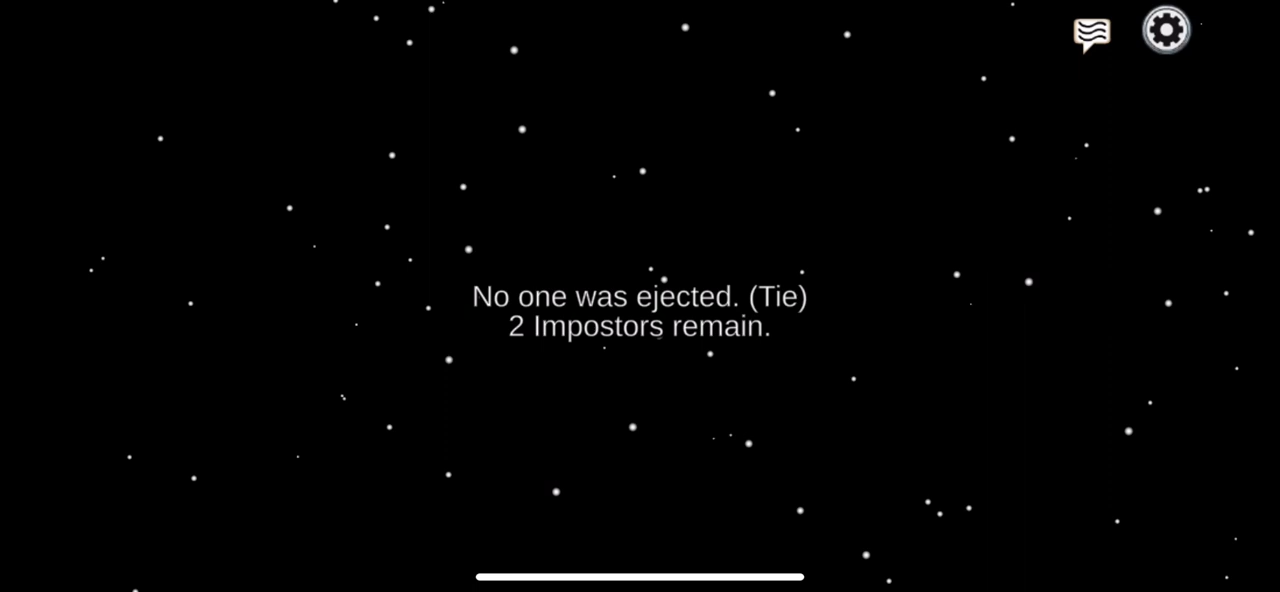 No one was ejected. (Tie)
2 Impostors remain.